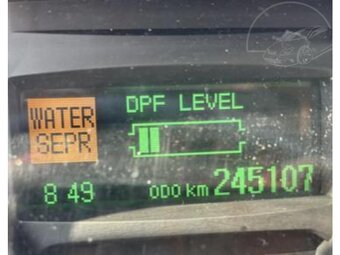 DPF LEVEL
WATER
SEPR
8 49 ODO km 245107